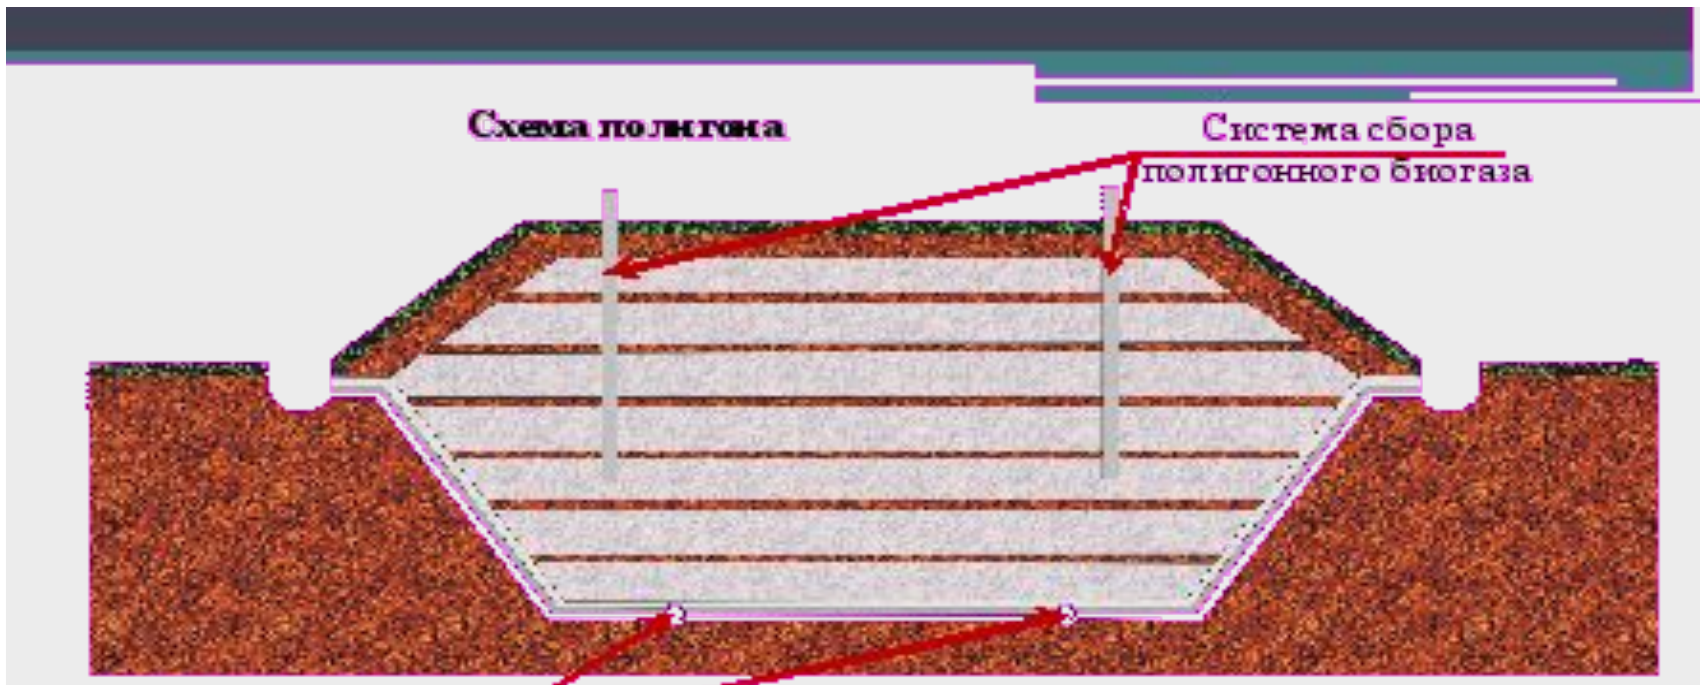 Схема полигона
Система сбора
полигонного биогаза